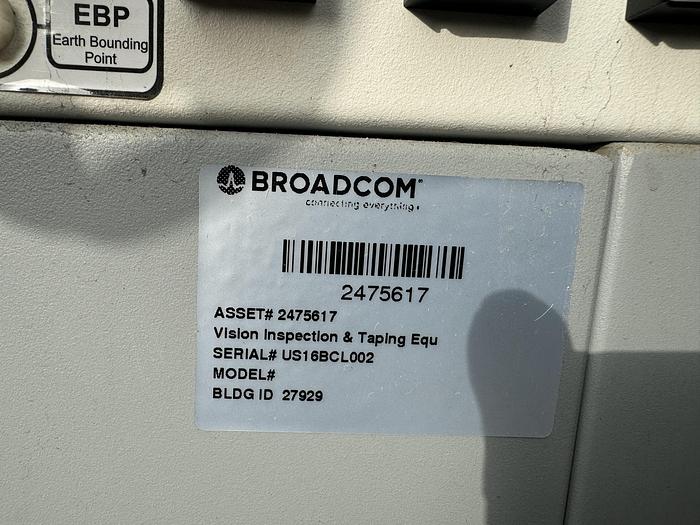 EBP
Earth Bounding
Point
BROADCOM®
connecting everything
2475617
ASSET# 2475617
Vision Inspection & Taping Equ
SERIAL# US16BCL002
MODEL#
BLDG ID 27929